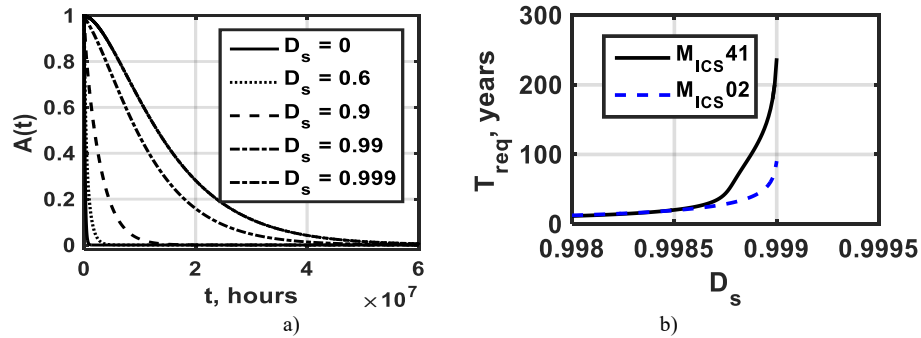 A(t)
1
0.8
0.6
0.4
0.2
0
0 2 4 6
t, hours ×10⁷
D_s = 0
D_s = 0.6
D_s = 0.9
D_s = 0.99
D_s = 0.999
a)
T_req, years
300
200
100
0
0.998 0.9985 0.999 0.9995
D_s
M_ICS41
M_ICS02
b)